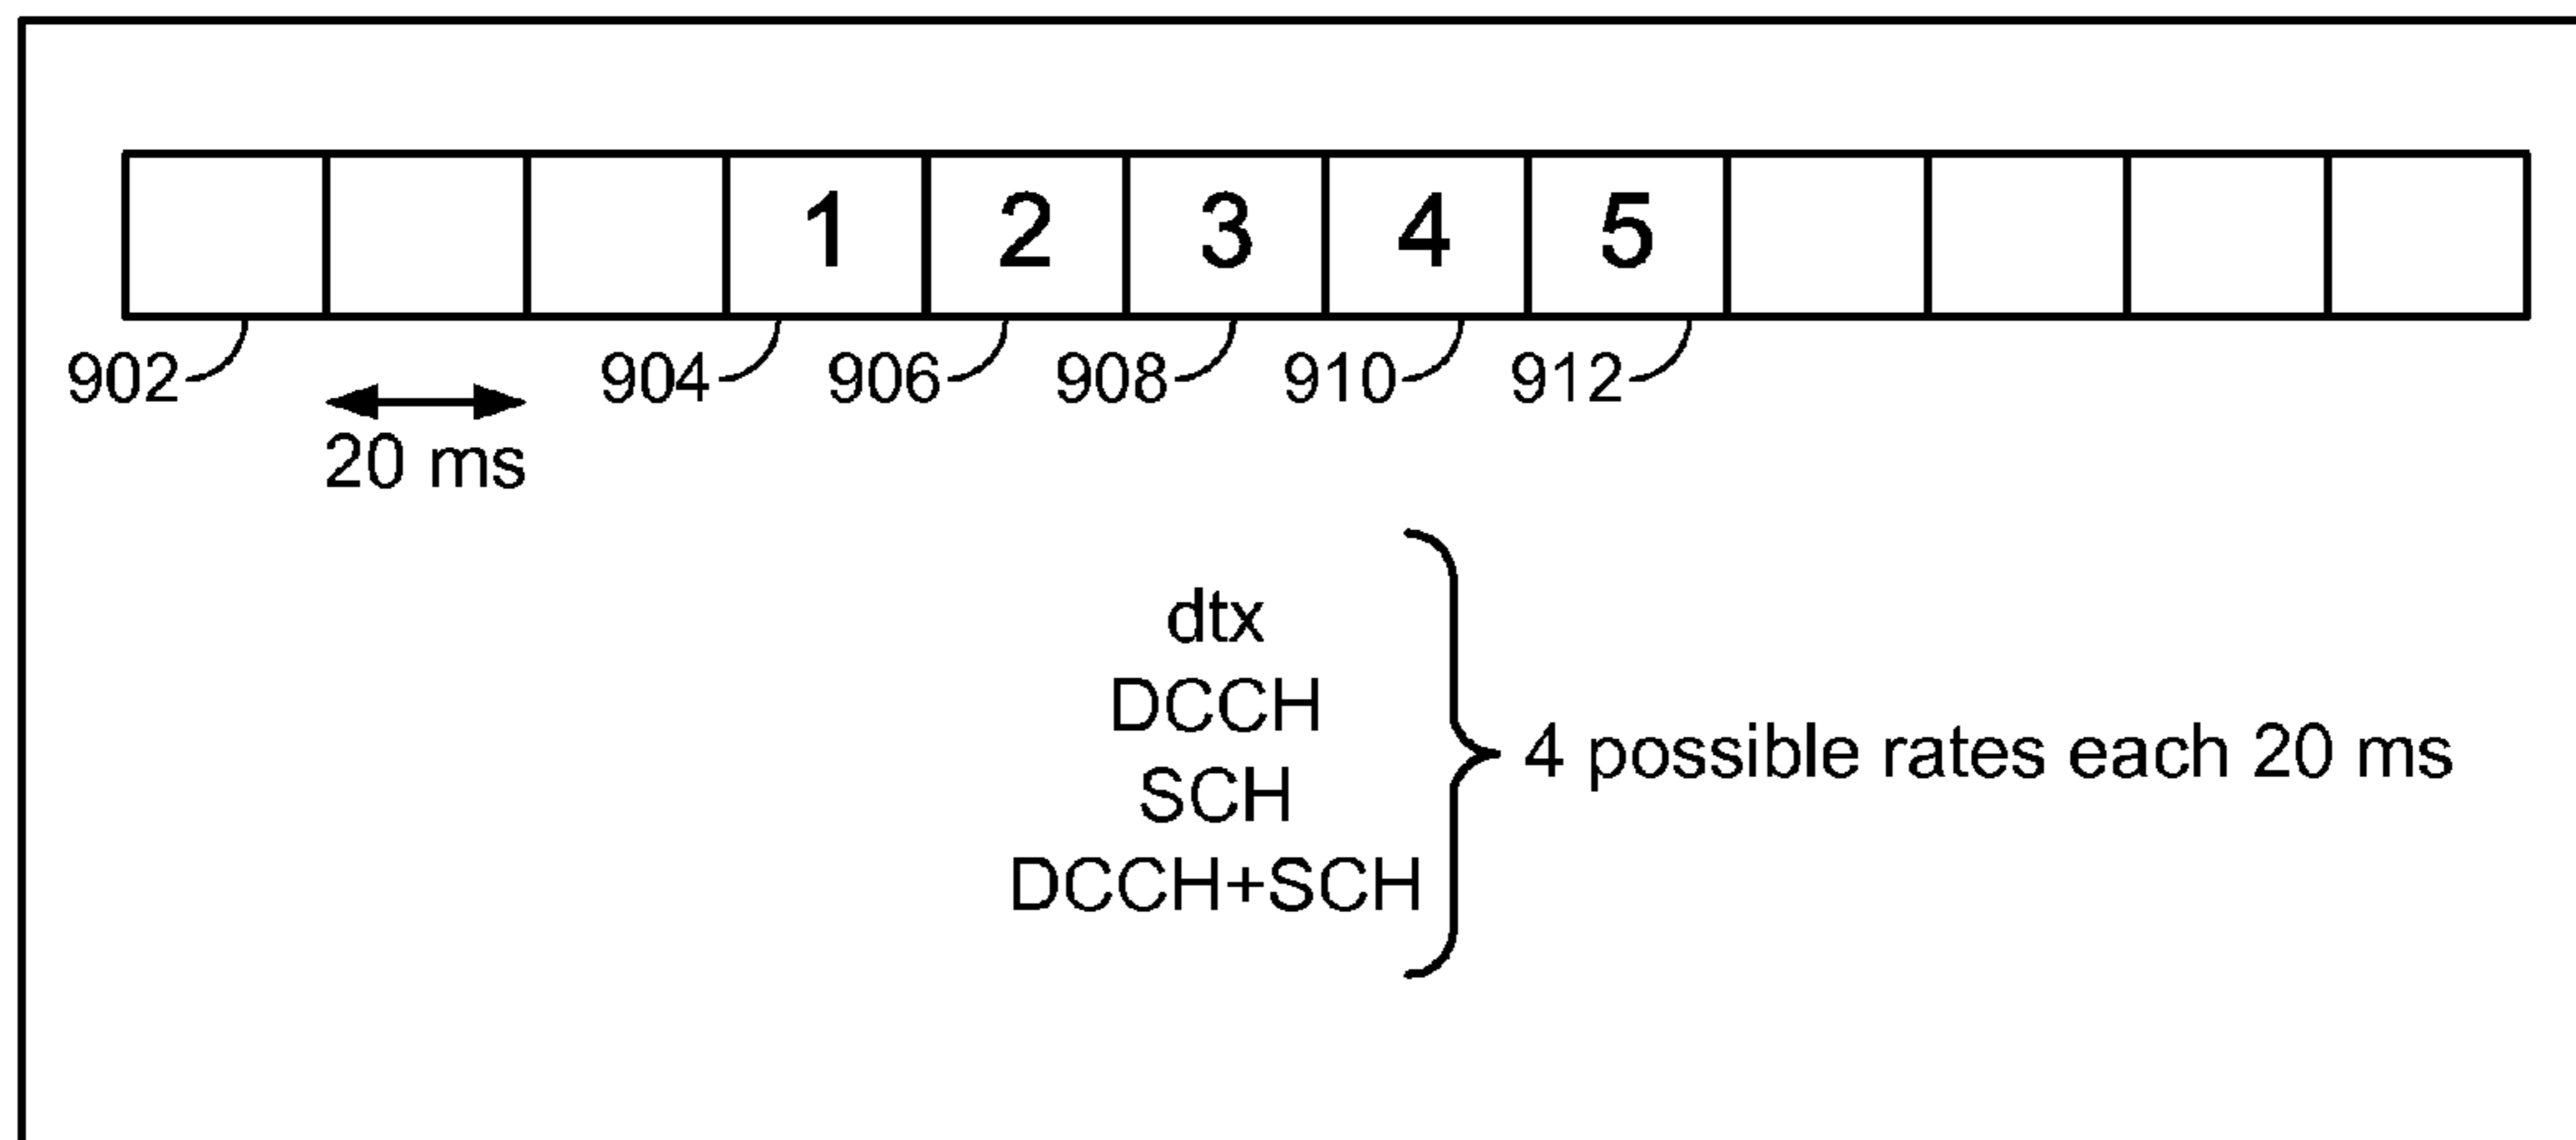 1 2 3 4 5
902 904 906 908 910 912
20 ms
dtx
DCCH
SCH
DCCH+SCH
4 possible rates each 20 ms